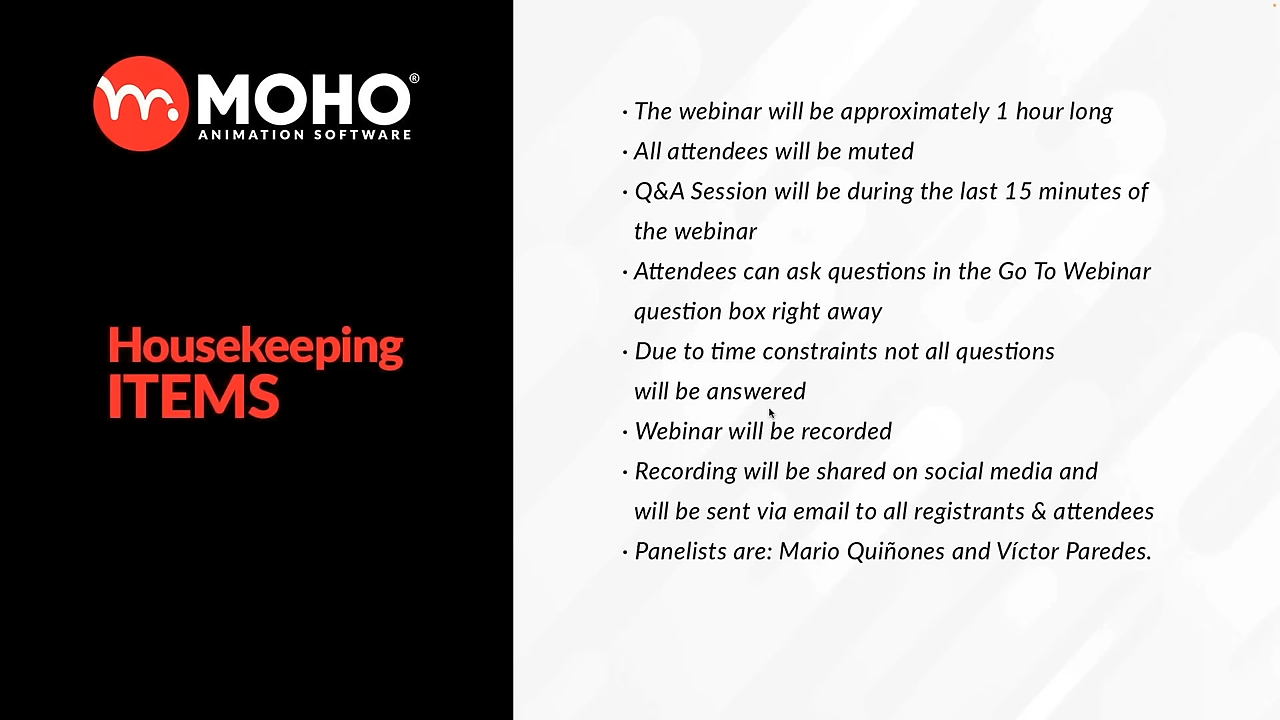 m.
MOHO®
ANIMATION SOFTWARE
Housekeeping
ITEMS
· The webinar will be approximately 1 hour long
· All attendees will be muted
· Q&A Session will be during the last 15 minutes of
the webinar
· Attendees can ask questions in the Go To Webinar
question box right away
· Due to time constraints not all questions
will be answered
· Webinar will be recorded
· Recording will be shared on social media and
will be sent via email to all registrants & attendees
· Panelists are: Mario Quiñones and Víctor Paredes.